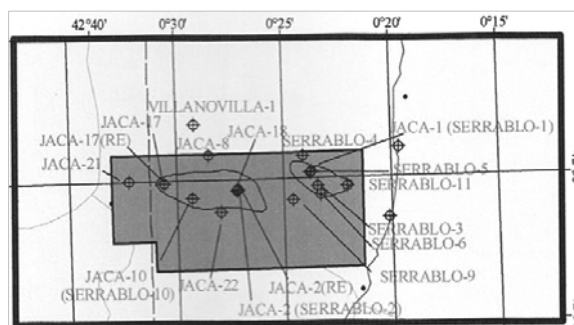 42°40' 0°30' 0°25' 0°20' 0°15'
VILLANOVILLA-1
JACA-17
JACA-18
JACA-1 (SERRABLO-1)
JACA-17(RE)
JACA-8
SERRABLO-4
JACA-21
SERRABLO-5
SERRABLO-11
SERRABLO-3
SERRABLO-6
JACA-10
(SERRABLO-10)
JACA-22
JACA-2(RE)
SERRABLO-9
JACA-2 (SERRABLO-2)